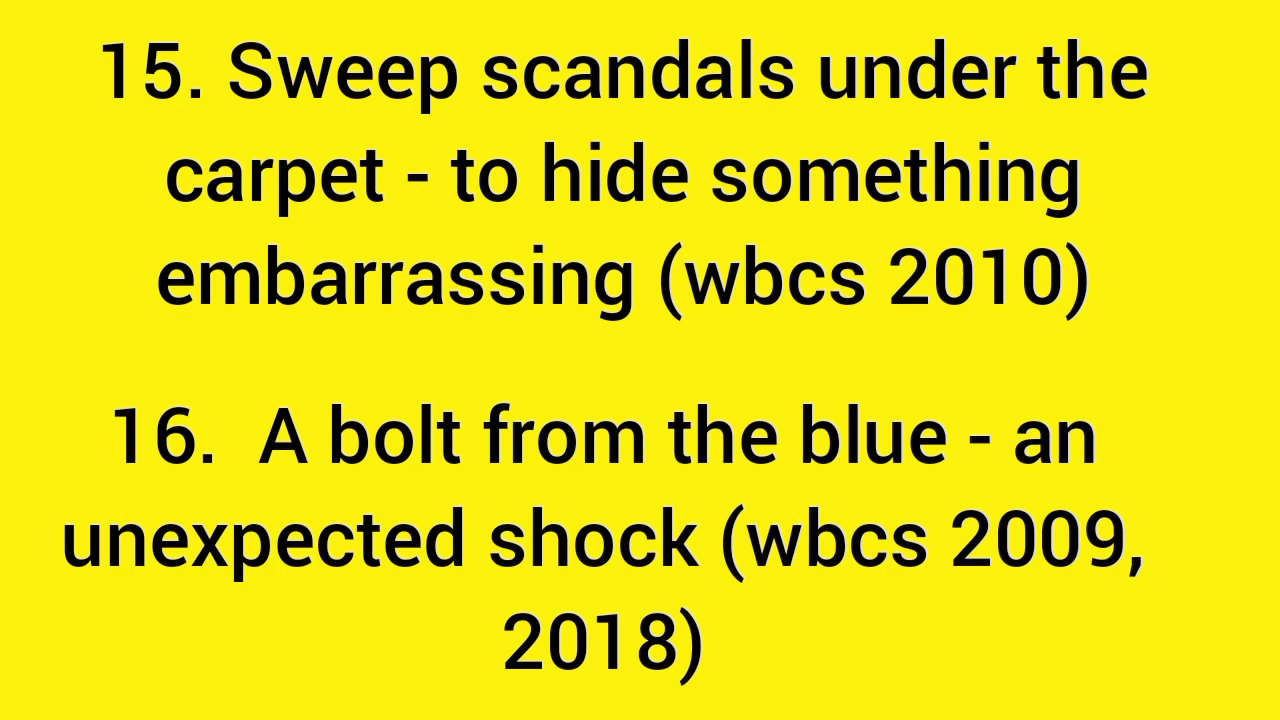 15. Sweep scandals under the
carpet - to hide something
embarrassing (wbcs 2010)
16. A bolt from the blue - an
unexpected shock (wbcs 2009,
2018)